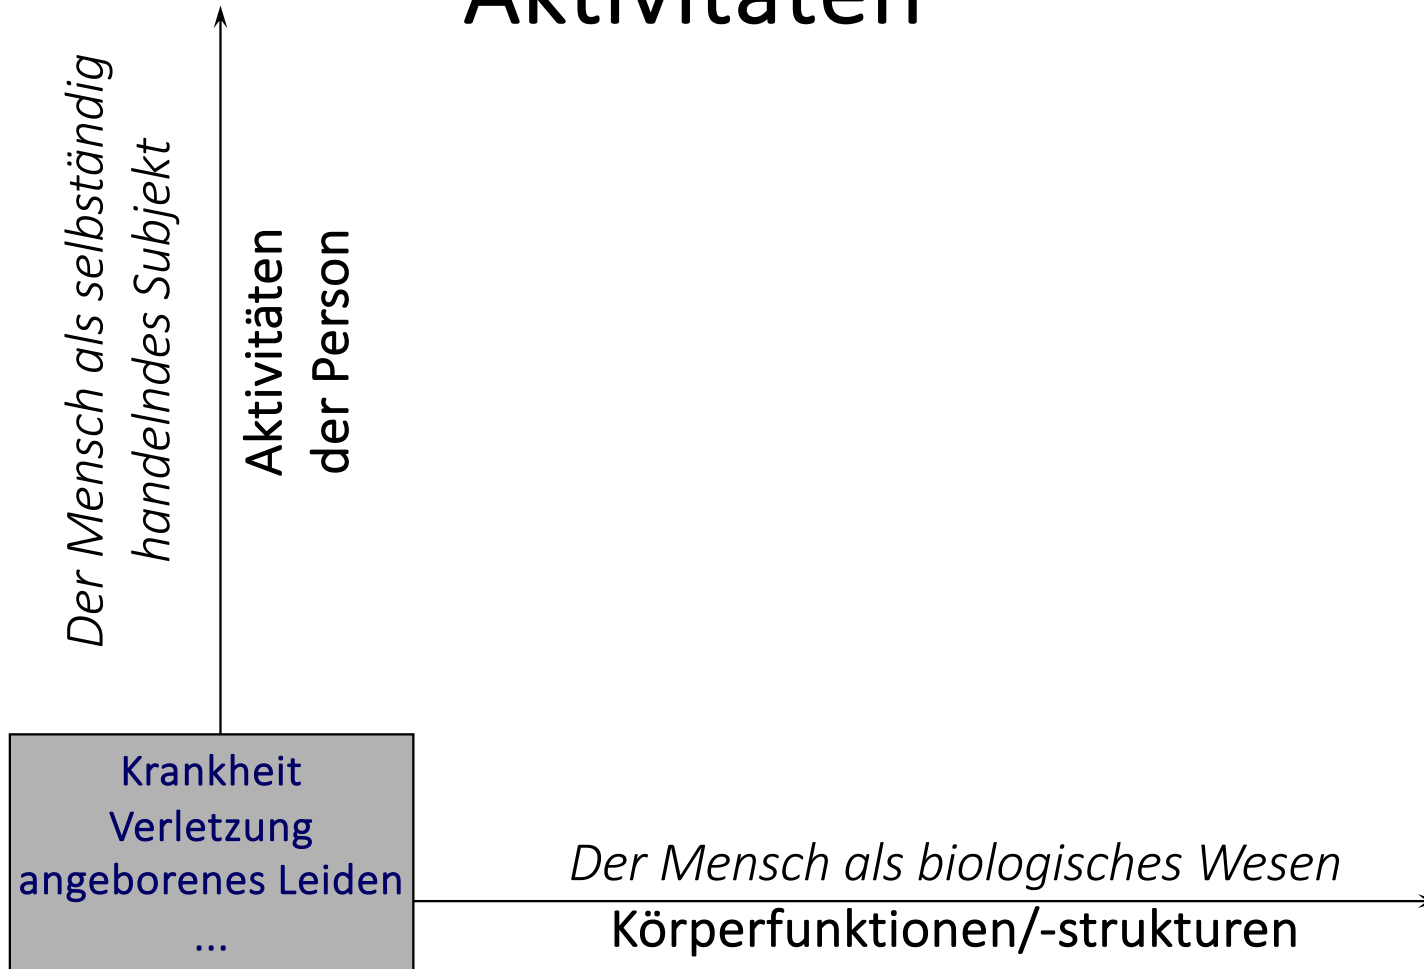 Aktivitäten
Der Mensch als selbständig
handelndes Subjekt
Aktivitäten
der Person
Krankheit
Verletzung
angeborenes Leiden
...
Der Mensch als biologisches Wesen
Körperfunktionen/-strukturen